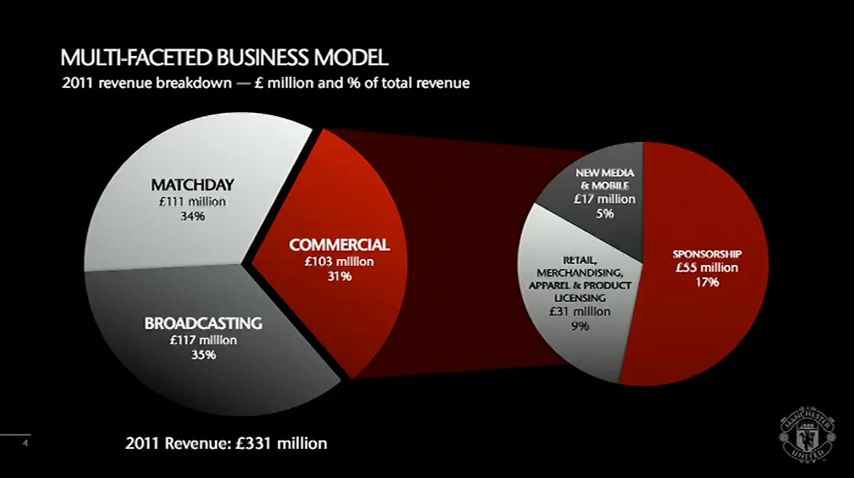 MULTI-FACETED BUSINESS MODEL
2011 revenue breakdown — £ million and % of total revenue
MATCHDAY
£111 million
34%
COMMERCIAL
£103 million
31%
BROADCASTING
£117 million
35%
NEW MEDIA
& MOBILE
£17 million
5%
SPONSORSHIP
£55 million
17%
RETAIL,
MERCHANDISING,
APPAREL & PRODUCT
LICENSING
£31 million
9%
4
2011 Revenue: £331 million
MANCHESTER
UNITED